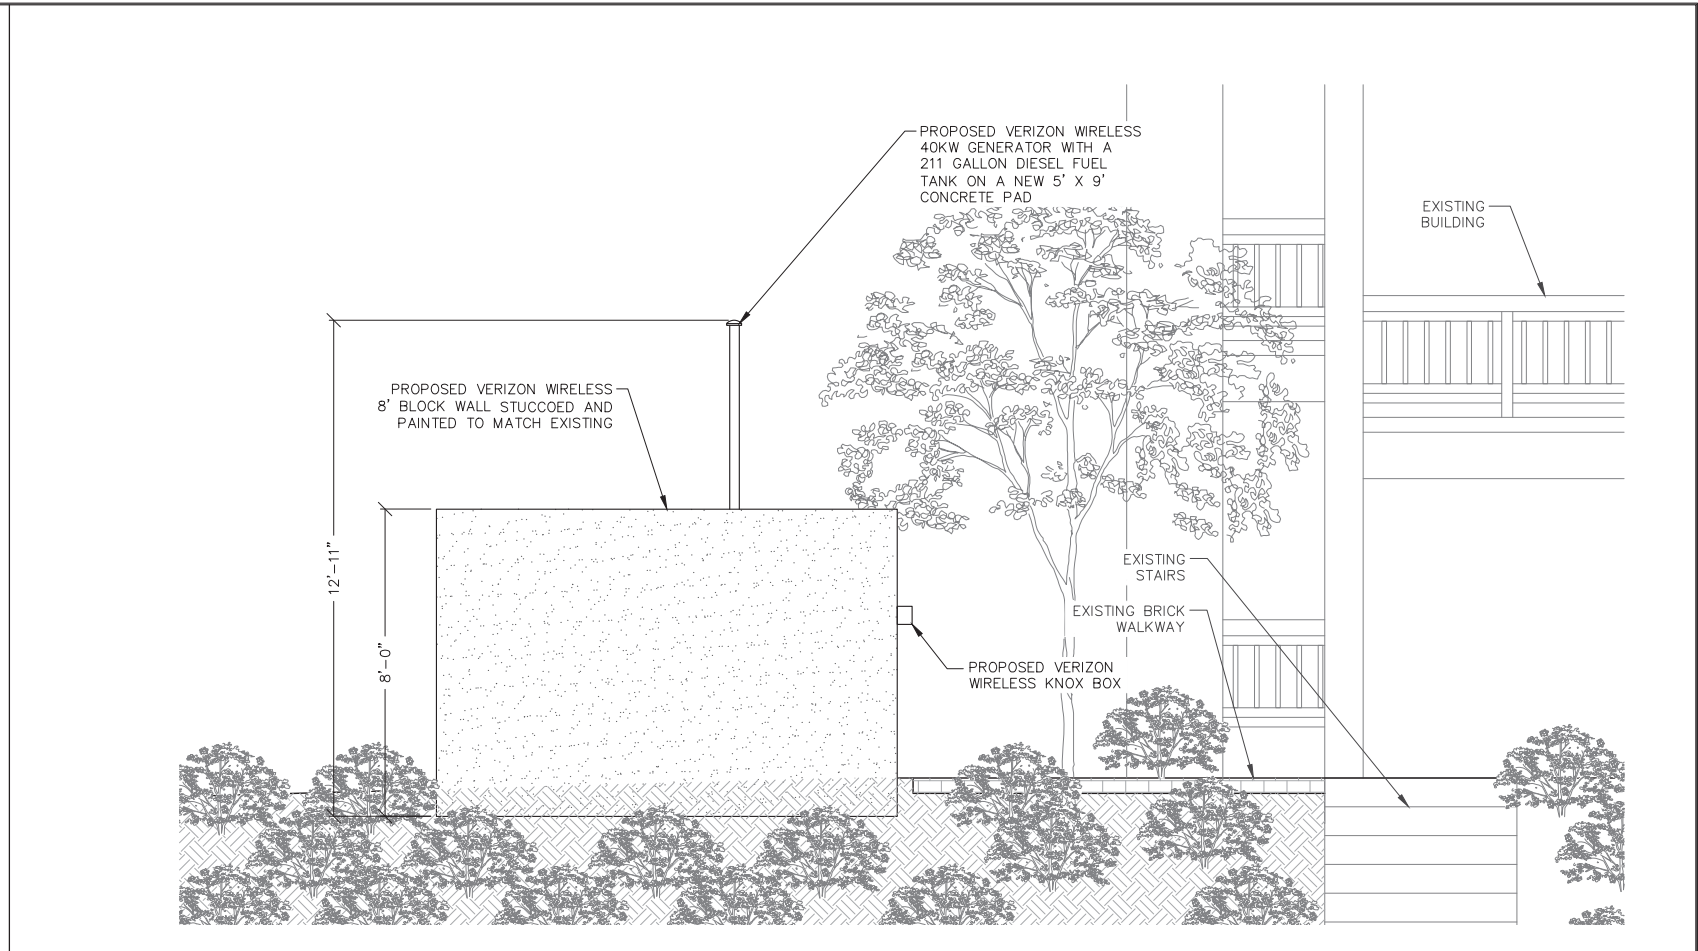 PROPOSED VERIZON WIRELESS
40KW GENERATOR WITH A
211 GALLON DIESEL FUEL
TANK ON A NEW 5' X 9'
CONCRETE PAD
EXISTING
BUILDING
PROPOSED VERIZON WIRELESS
8' BLOCK WALL STUCCOED AND
PAINTED TO MATCH EXISTING
12'-11"
8'-0"
EXISTING
STAIRS
EXISTING BRICK
WALKWAY
PROPOSED VERIZON
WIRELESS KNOX BOX